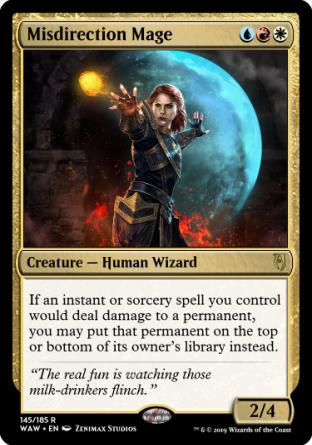 Misdirection Mage
Creature — Human Wizard
If an instant or sorcery spell you control
would deal damage to a permanent,
you may put that permanent on the top
or bottom of its owner's library instead.
“The real fun is watching those
milk-drinkers flinch.”
2/4
145/185 R
WAW • EN Zenimax Studios
™ & © 2019 Wizards of the Coast